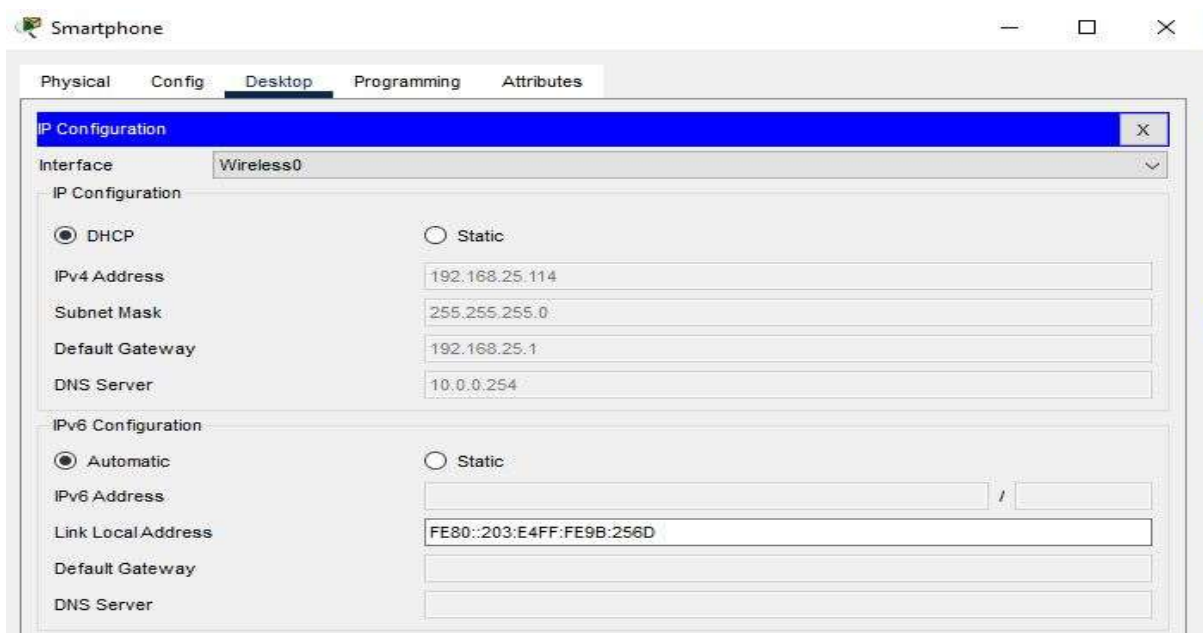 Smartphone
Physical Config Desktop Programming Attributes
IP Configuration X
Interface Wireless0
IP Configuration
DHCP Static
IPv4 Address 192.168.25.114
Subnet Mask 255.255.255.0
Default Gateway 192.168.25.1
DNS Server 10.0.0.254
IPv6 Configuration
Automatic Static
IPv6 Address /
Link Local Address FE80::203:E4FF:FE9B:256D
Default Gateway
DNS Server